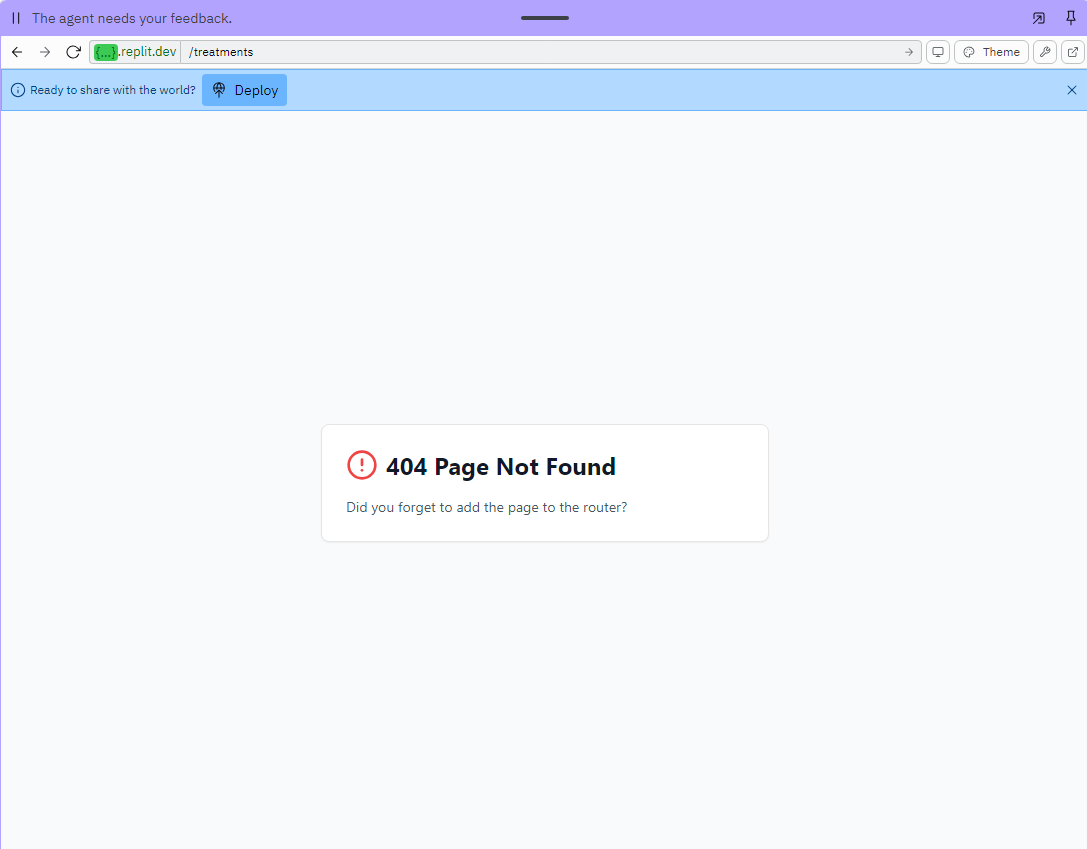 The agent needs your feedback.
{...}.replit.dev /treatments
Theme
Ready to share with the world?
Deploy
404 Page Not Found
Did you forget to add the page to the router?